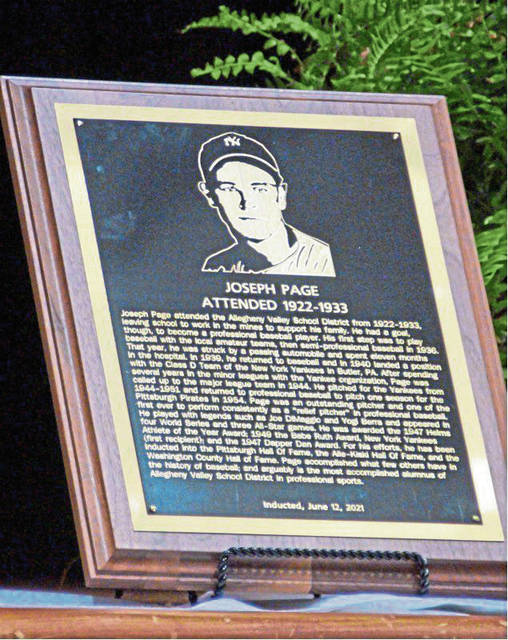 NY
JOSEPH PAGE
ATTENDED 1922-1933
Joseph Page attended the Allegheny Valley School District from 1922-1933,
leaving school to work in the mines to support his family. He had a goal,
though, to become a professional baseball player. His first step was to play
baseball with the local amateur teams, then semi-professional baseball in 1936.
That year, he was struck by a passing automobile and spent eleven months
in the hospital. In 1939, he returned to baseball and in 1940 landed a position
with the Class D Team of the New York Yankees in Butler, PA. After spending
several years in the minor leagues with the Yankee organization, Page was
called up to the major league team in 1944. He pitched for the Yankees from
1944-1951 and returned to professional baseball to pitch one season for the
Pittsburgh Pirates in 1954. Page was an outstanding pitcher and one of the
first ever to perform consistently as a "relief pitcher" in professional baseball.
He played with legends such as Joe DiMaggio and Yogi Berra and appeared in
four World Series and three All-Star games. He was awarded the 1947 Helms
Athlete of the Year Award; 1949 the Babe Ruth Award, New York Yankees
(first recipient); and the 1947 Dapper Dan Award. For his efforts, he has been
inducted into the Pittsburgh Hall Of Fame, the Alle-Kiski Hall Of Fame, and the
Washington County Hall of Fame. Page accomplished what few others have in
the history of baseball; and arguably is the most accomplished alumnus of
Allegheny Valley School District in professional sports.
Inducted, June 12, 2021